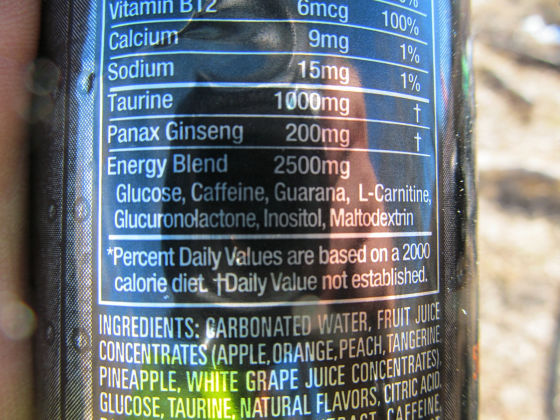 Vitamin B12 6mcg 100%
Calcium 9mg 1%
Sodium 15mg 1%
Taurine 1000mg †
Panax Ginseng 200mg †
Energy Blend 2500mg
Glucose, Caffeine, Guarana, L-Carnitine,
Glucuronolactone, Inositol, Maltodextrin
*Percent Daily Values are based on a 2000
calorie diet. †Daily Value not established.
INGREDIENTS: CARBONATED WATER, FRUIT JUICE
CONCENTRATES (APPLE, ORANGE, PEACH, TANGERINE,
PINEAPPLE, WHITE GRAPE JUICE CONCENTRATES),
GLUCOSE, TAURINE, NATURAL FLAVORS, CITRIC ACID,
CAFFEINE,